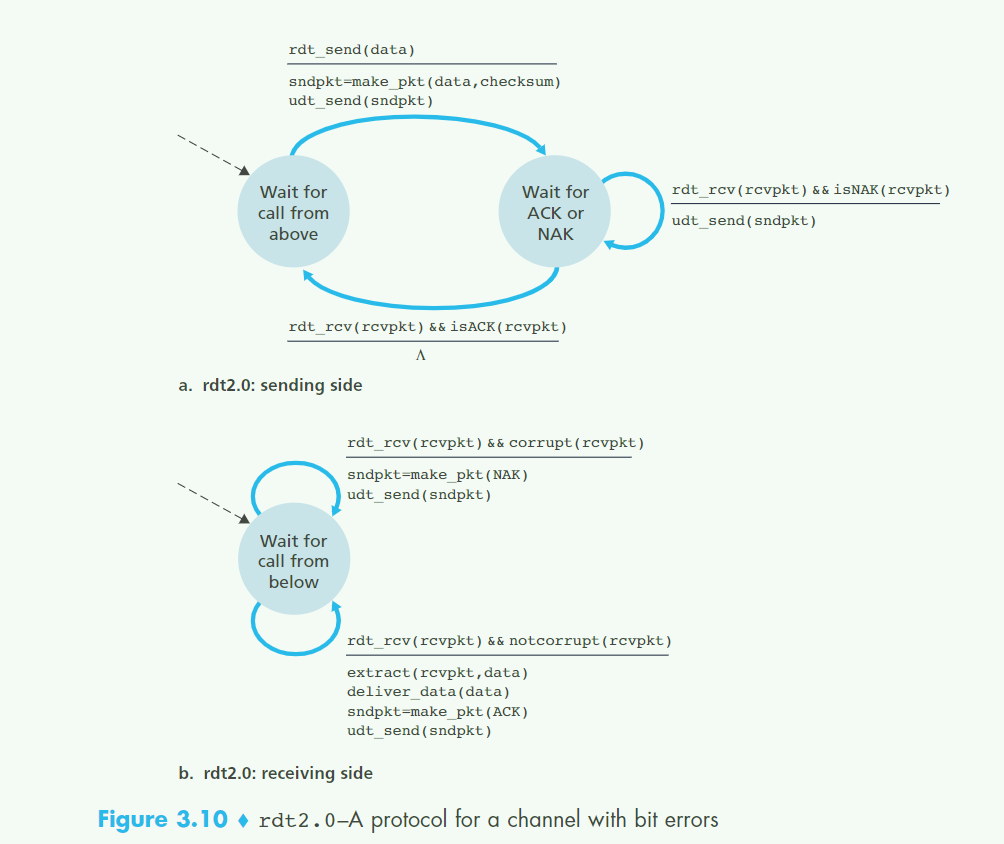 rdt_send(data)
sndpkt=make_pkt(data,checksum)
udt_send(sndpkt)
Wait for
call from
above
Wait for
ACK or
NAK
rdt_rcv(rcvpkt)&&isNAK(rcvpkt)
udt_send(sndpkt)
rdt_rcv(rcvpkt)&&isACK(rcvpkt)
Λ
a. rdt2.0: sending side
rdt_rcv(rcvpkt)&&corrupt(rcvpkt)
sndpkt=make_pkt(NAK)
udt_send(sndpkt)
Wait for
call from
below
rdt_rcv(rcvpkt)&&notcorrupt(rcvpkt)
extract(rcvpkt,data)
deliver_data(data)
sndpkt=make_pkt(ACK)
udt_send(sndpkt)
b. rdt2.0: receiving side
Figure 3.10 ♦ rdt2.0–A protocol for a channel with bit errors